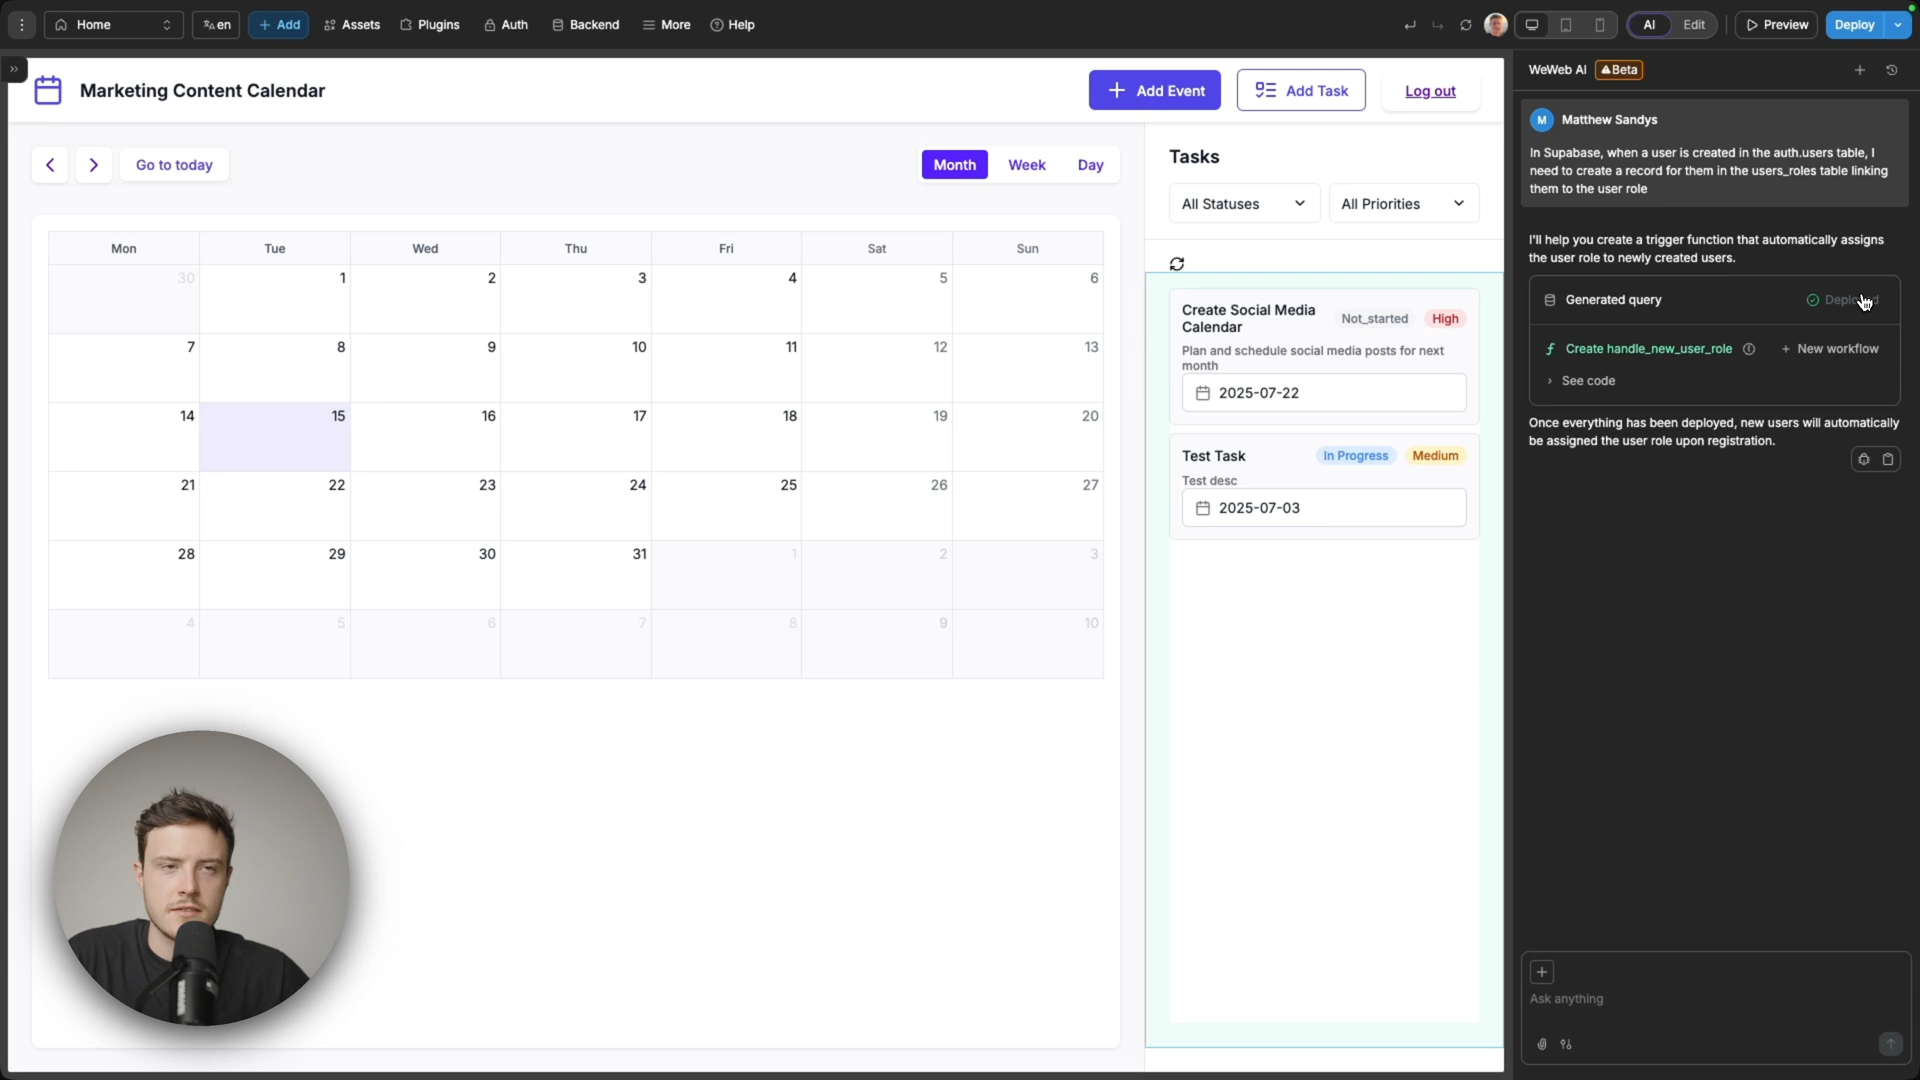 Home
en
Add
Assets
Plugins
Auth
Backend
More
Help
AI
Edit
Preview
Deploy
Marketing Content Calendar
Add Event
Add Task
Log out
Go to today
Month
Week
Day
Mon Tue Wed Thu Fri Sat Sun
30 1 2 3 4 5 6
7 8 9 10 11 12 13
14 15 16 17 18 19 20
21 22 23 24 25 26 27
28 29 30 31 1 2 3
4 5 6 7 8 9 10
Tasks
All Statuses
All Priorities
Create Social Media
Calendar
Not_started
High
Plan and schedule social media posts for next
month
2025-07-22
Test Task
In Progress
Medium
Test desc
2025-07-03
WeWeb AI
Beta
M
Matthew Sandys
In Supabase, when a user is created in the auth.users table, I
need to create a record for them in the users_roles table linking
them to the user role
I'll help you create a trigger function that automatically assigns
the user role to newly created users.
Generated query
Create handle_new_user_role
+ New workflow
See code
Once everything has been deployed, new users will automatically
be assigned the user role upon registration.
Ask anything